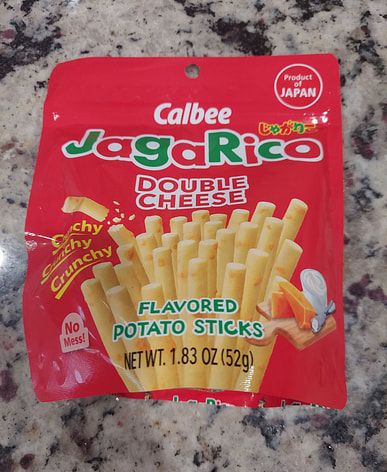 Product
of
JAPAN
Calbee
じゃがりこ
JagaRico
DOUBLE
CHEESE
Crunchy
Crunchy
Crunchy
FLAVORED
POTATO STICKS
No
Mess!
NET WT. 1.83 OZ (52g)